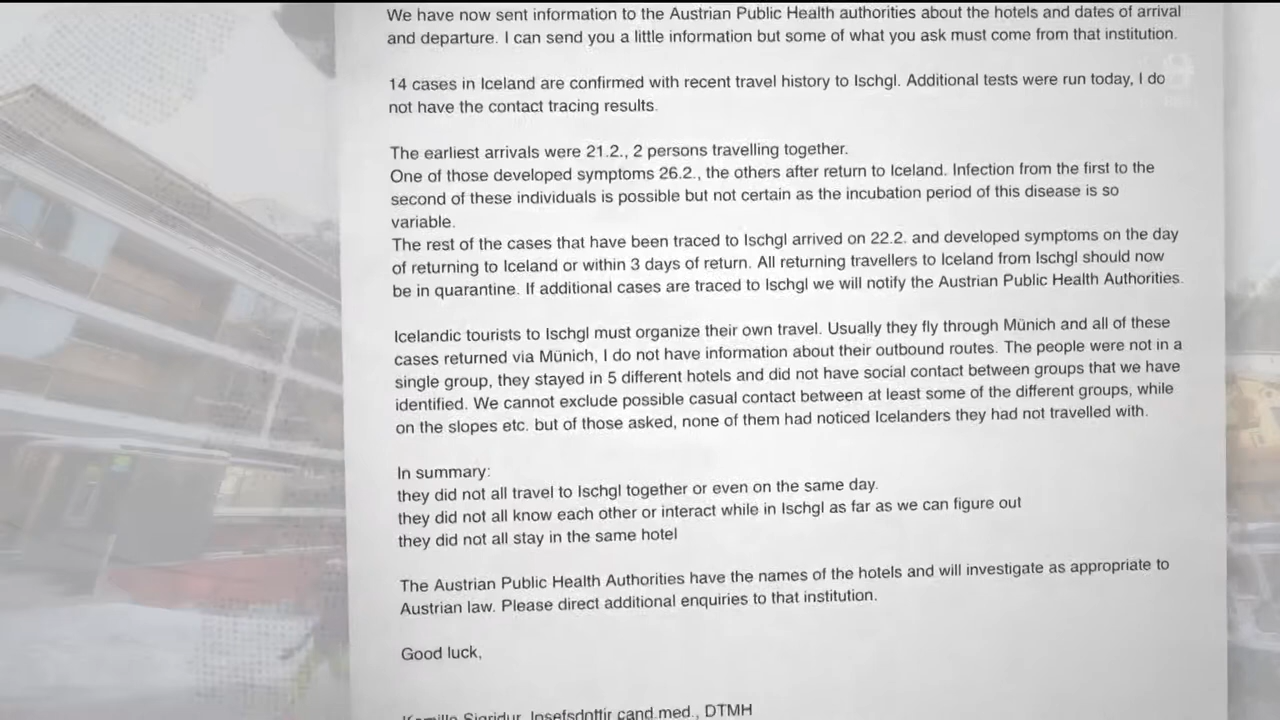 We have now sent information to the Austrian Public Health authorities about the hotels and dates of arrival
and departure. I can send you a little information but some of what you ask must come from that institution.
14 cases in Iceland are confirmed with recent travel history to Ischgl. Additional tests were run today, I do
not have the contact tracing results.
The earliest arrivals were 21.2., 2 persons travelling together.
One of those developed symptoms 26.2., the others after return to Iceland. Infection from the first to the
second of these individuals is possible but not certain as the incubation period of this disease is so
variable.
The rest of the cases that have been traced to Ischgl arrived on 22.2. and developed symptoms on the day
of returning to Iceland or within 3 days of return. All returning travellers to Iceland from Ischgl should now
be in quarantine. If additional cases are traced to Ischgl we will notify the Austrian Public Health Authorities.
Icelandic tourists to Ischgl must organize their own travel. Usually they fly through Münich and all of these
cases returned via Münich, I do not have information about their outbound routes. The people were not in a
single group, they stayed in 5 different hotels and did not have social contact between groups that we have
identified. We cannot exclude possible casual contact between at least some of the different groups, while
on the slopes etc. but of those asked, none of them had noticed Icelanders they had not travelled with.
In summary:
they did not all travel to Ischgl together or even on the same day.
they did not all know each other or interact while in Ischgl as far as we can figure out
they did not all stay in the same hotel
The Austrian Public Health Authorities have the names of the hotels and will investigate as appropriate to
Austrian law. Please direct additional enquiries to that institution.
Good luck,
Kamilla Sigridur Josefsdottir cand.med., DTMH